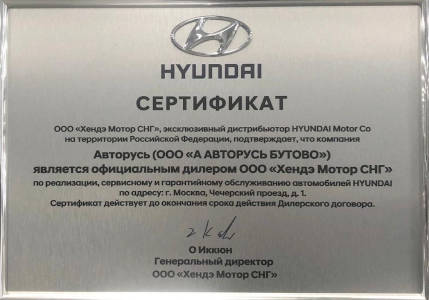 HYUNDAI
СЕРТИФИКАТ
ООО «Хендэ Мотор СНГ», эксклюзивный дистрибьютор HYUNDAI Motor Co
на территории Российской Федерации, подтверждает, что компания
Авторусь (ООО «А АВТОРУСЬ БУТОВО»)
является официальным дилером ООО «Хендэ Мотор СНГ»
по реализации, сервисному и гарантийному обслуживанию автомобилей HYUNDAI
по адресу: г. Москва, Чечерский проезд, д. 1.
Сертификат действует до окончания срока действия Дилерского договора.
О Иккюн
Генеральный директор
ООО «Хендэ Мотор СНГ»